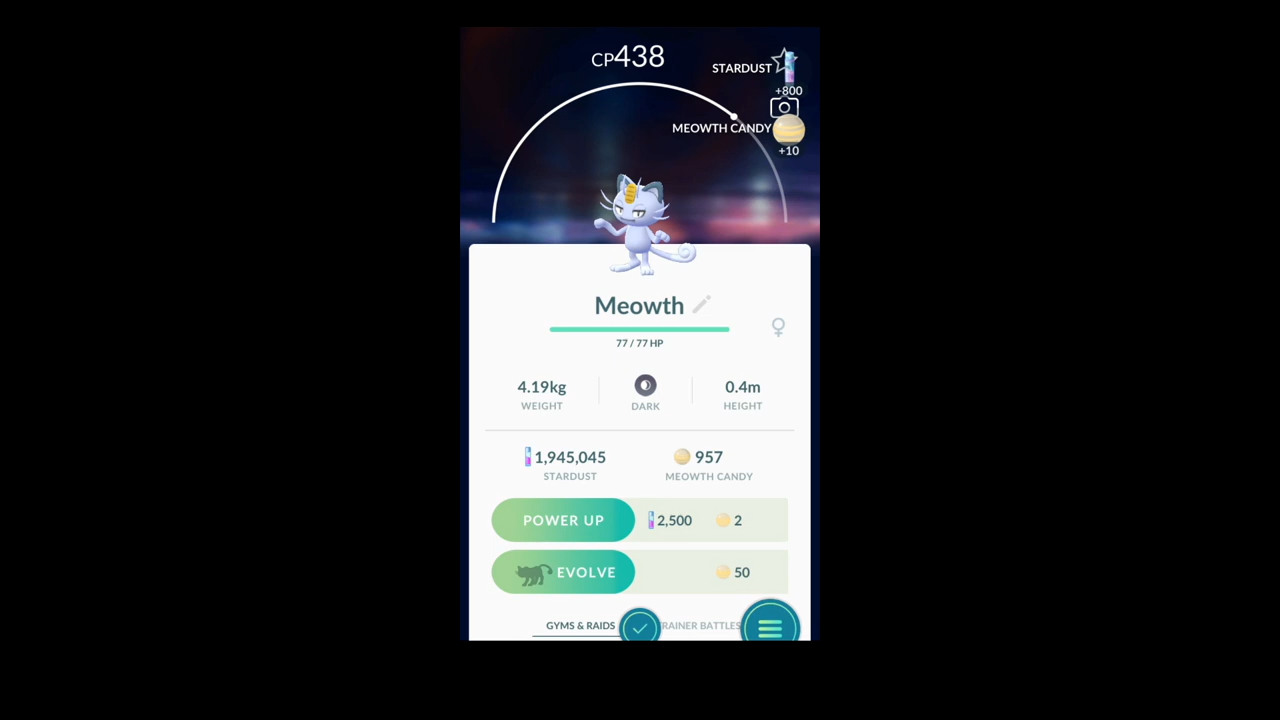 CP438
STARDUST
+800
MEOWTH CANDY
+10
Meowth
77 / 77 HP
4.19kg
WEIGHT
DARK
0.4m
HEIGHT
1,945,045
STARDUST
957
MEOWTH CANDY
POWER UP 2,500 2
EVOLVE 50
GYMS & RAIDS TRAINER BATTLES